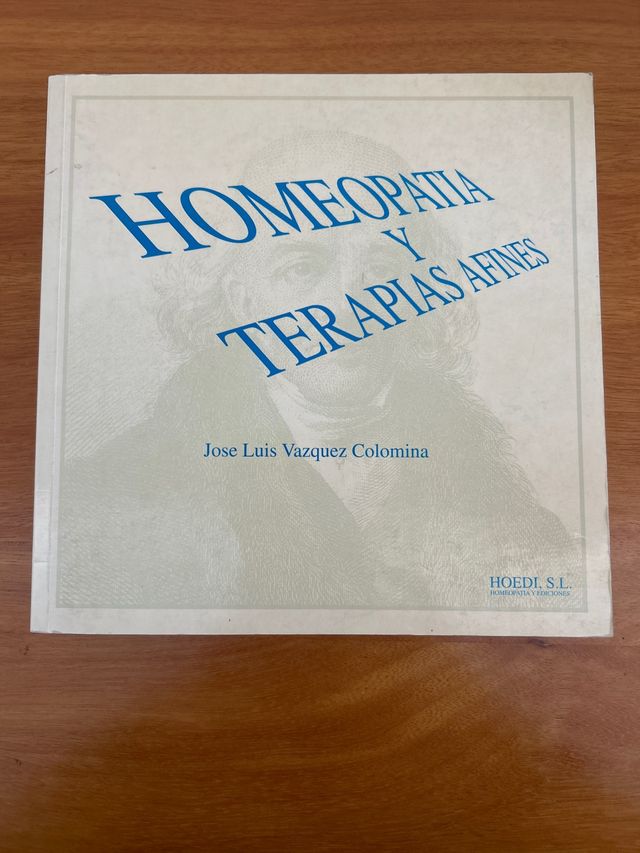 HOMEOPATIA
Y
TERAPIAS AFINES
Jose Luis Vazquez Colomina
HOEDI, S.L.
HOMEOPATIA Y EDICIONES